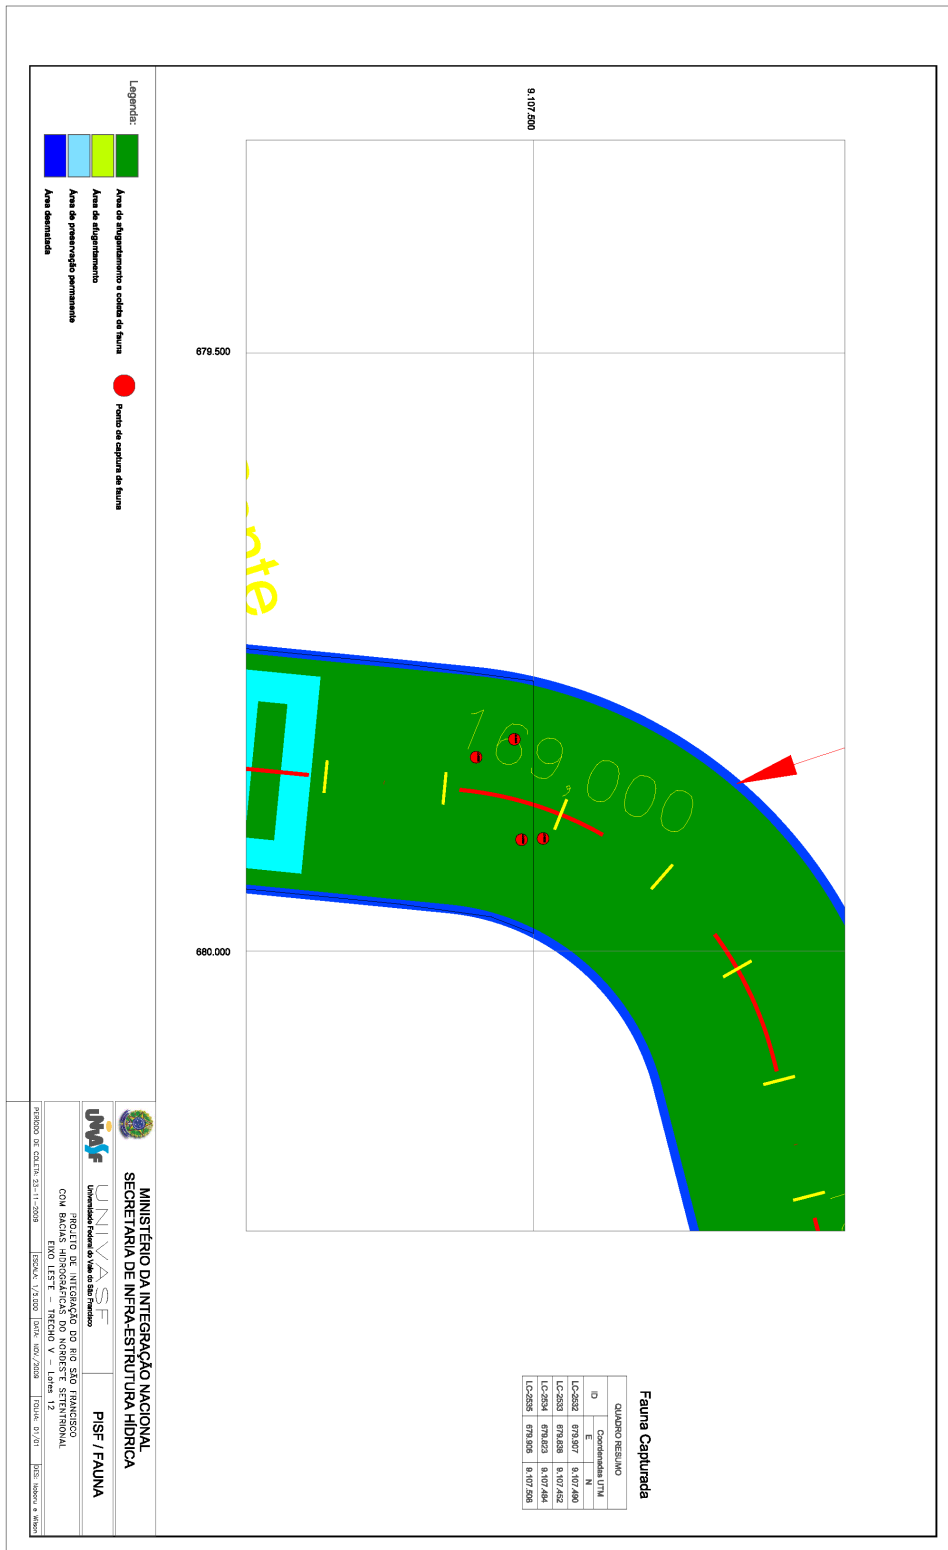 9.107.500
679.500
680.000
169,000
ente
Legenda:
Área de afugentamento e coleta de fauna
Área de afugentamento
Área de preservação permanente
Área desmatada
Ponto de captura de fauna
Fauna Capturada
QUADRO RESUMO
ID Coordenadas UTM
E N
LC-2532 679.907 9.107.490
LC-2533 679.838 9.107.452
LC-2534 679.823 9.107.484
LC-2535 679.906 9.107.508
MINISTÉRIO DA INTEGRAÇÃO NACIONAL
SECRETARIA DE INFRA-ESTRUTURA HÍDRICA
UNIVASF
UNIVASF
Universidade Federal do Vale do São Francisco
PISF / FAUNA
PROJETO DE INTEGRAÇÃO DO RIO SÃO FRANCISCO
COM BACIAS HIDROGRÁFICAS DO NORDESTE SETENTRIONAL
EIXO LESTE - TRECHO V - Lotes 12
PERÍODO DE COLETA: 23-11-2009
ESCALA: 1/5.000
DATA: NOV./2009
FOLHA: 01/01
DES: Noboru e Wilson